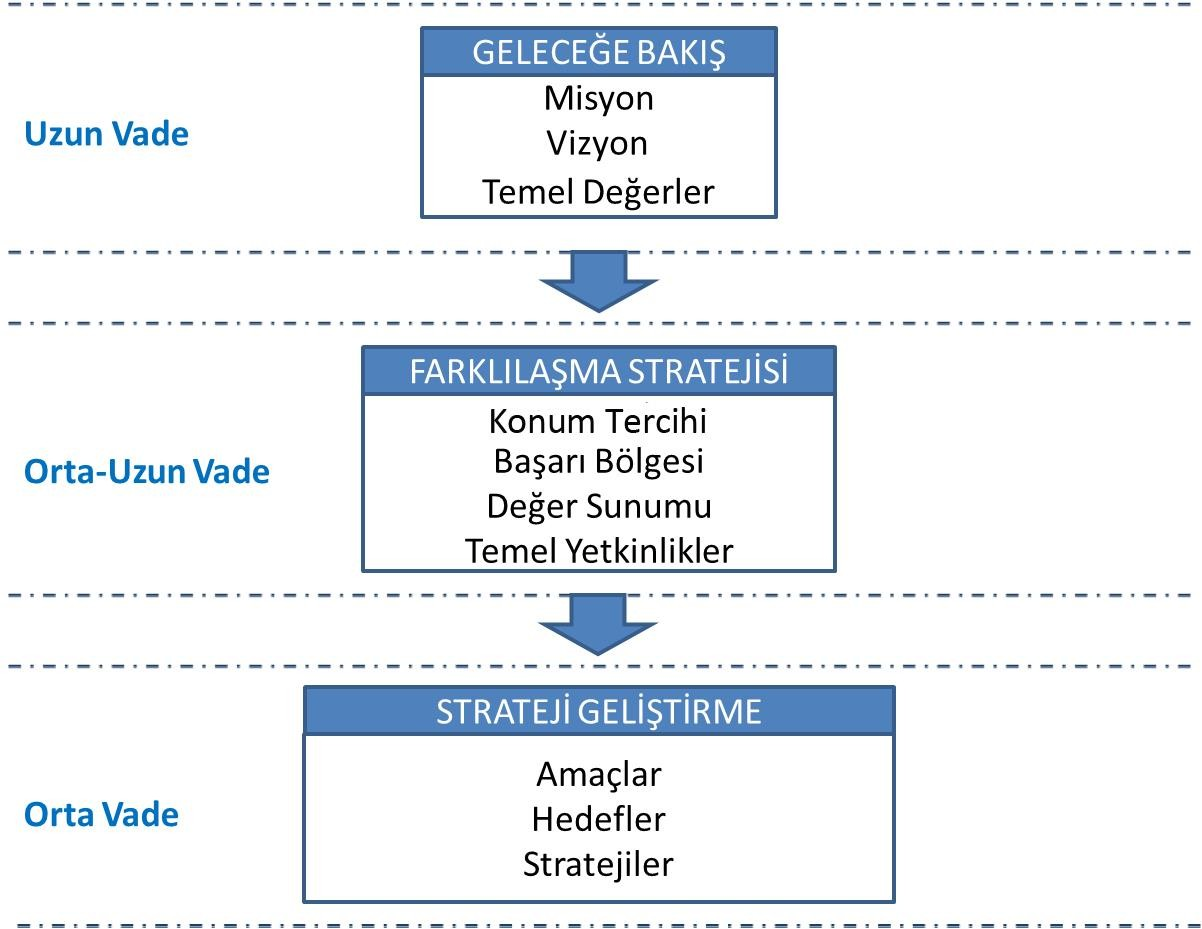 GELECEĞE BAKIŞ
Misyon
Vizyon
Temel Değerler
Uzun Vade
FARKLILAŞMA STRATEJİSİ
Konum Tercihi
Başarı Bölgesi
Değer Sunumu
Temel Yetkinlikler
Orta-Uzun Vade
STRATEJİ GELİŞTİRME
Amaçlar
Hedefler
Stratejiler
Orta Vade